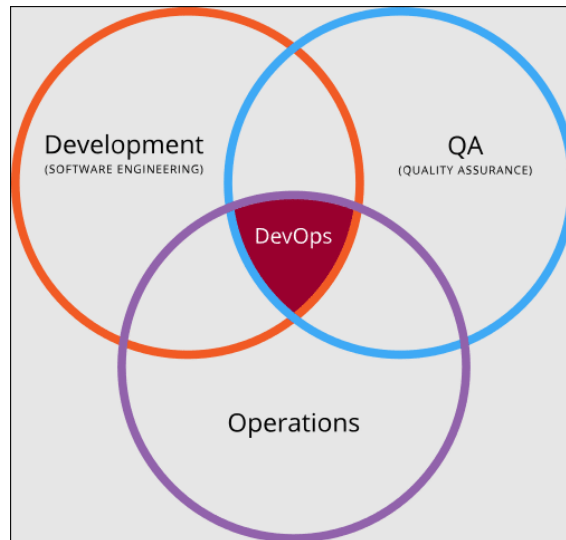 Development
(SOFTWARE ENGINEERING)
QA
(QUALITY ASSURANCE)
DevOps
Operations